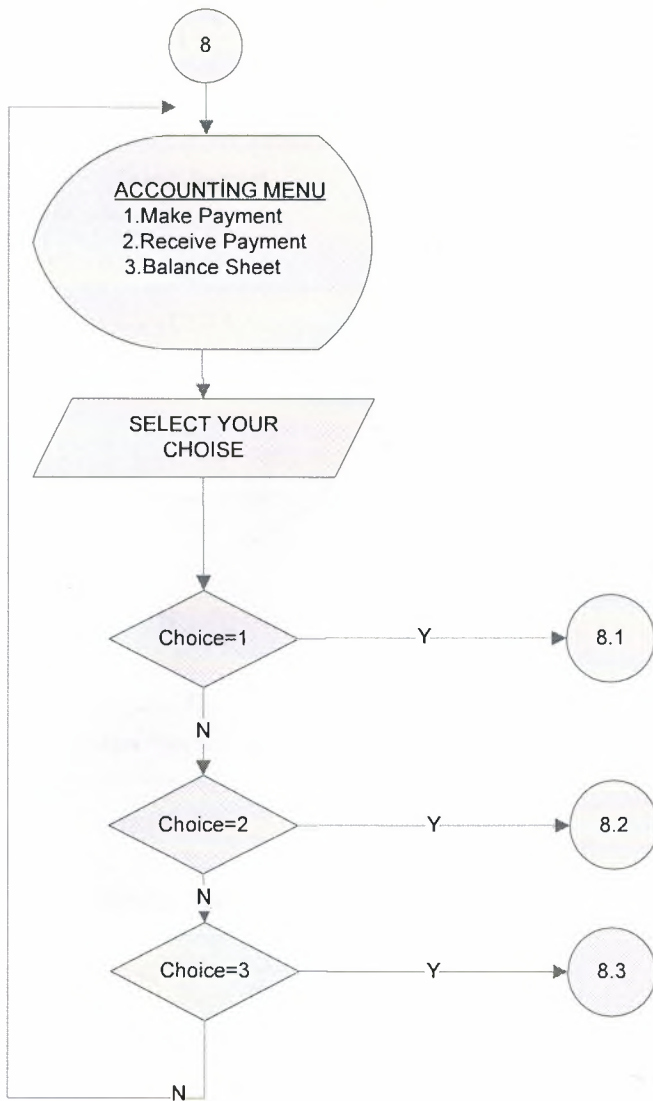 8
ACCOUNTİNG MENU
1.Make Payment
2.Receive Payment
3.Balance Sheet
SELECT YOUR
CHOISE
Choice=1
Y
8.1
N
Choice=2
Y
8.2
N
Choice=3
Y
8.3
N